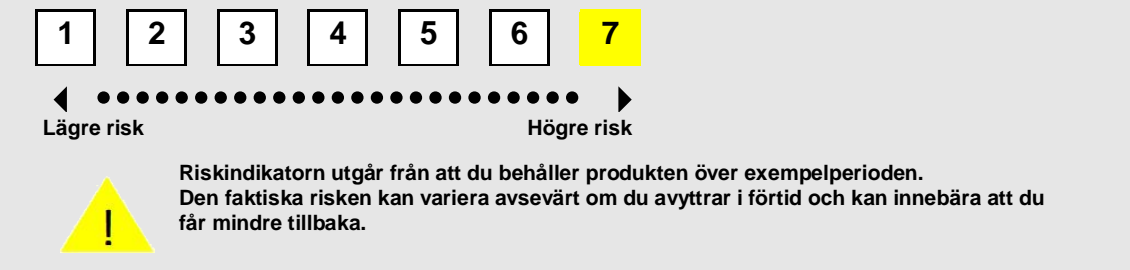 1 2 3 4 5 6 7
Lägre risk Högre risk
Riskindikatorn utgår från att du behåller produkten över exempelperioden.
Den faktiska risken kan variera avsevärt om du avyttrar i förtid och kan innebära att du
får mindre tillbaka.
!